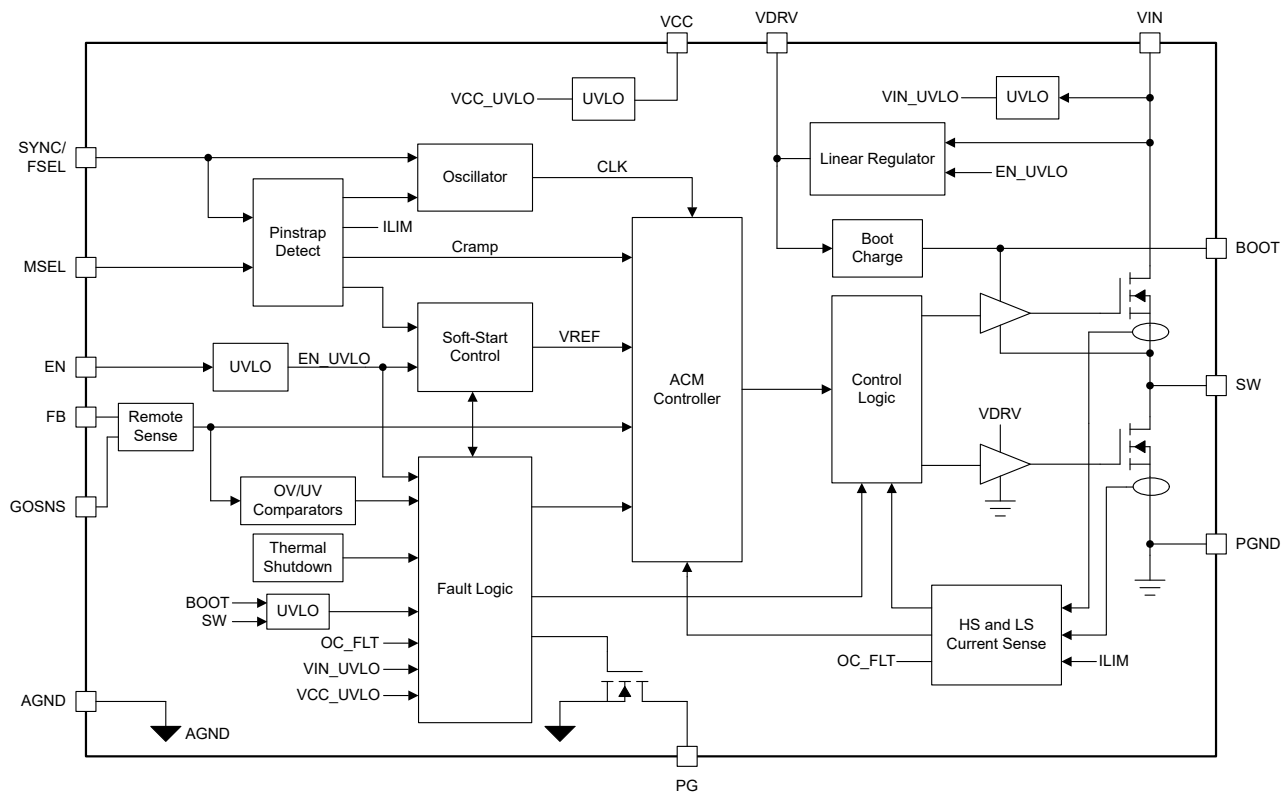 VCC
VDRV
VIN
VCC_UVLO
UVLO
VIN_UVLO
UVLO
SYNC/
FSEL
Oscillator
CLK
Linear Regulator
EN_UVLO
Pinstrap
Detect
ILIM
Cramp
MSEL
Boot
Charge
BOOT
Soft-Start
Control
VREF
EN
UVLO
EN_UVLO
ACM
Controller
Control
Logic
SW
FB
Remote
Sense
VDRV
GOSNS
OV/UV
Comparators
Thermal
Shutdown
Fault Logic
PGND
BOOT
SW
UVLO
OC_FLT
VIN_UVLO
VCC_UVLO
HS and LS
Current Sense
OC_FLT
ILIM
AGND
AGND
PG